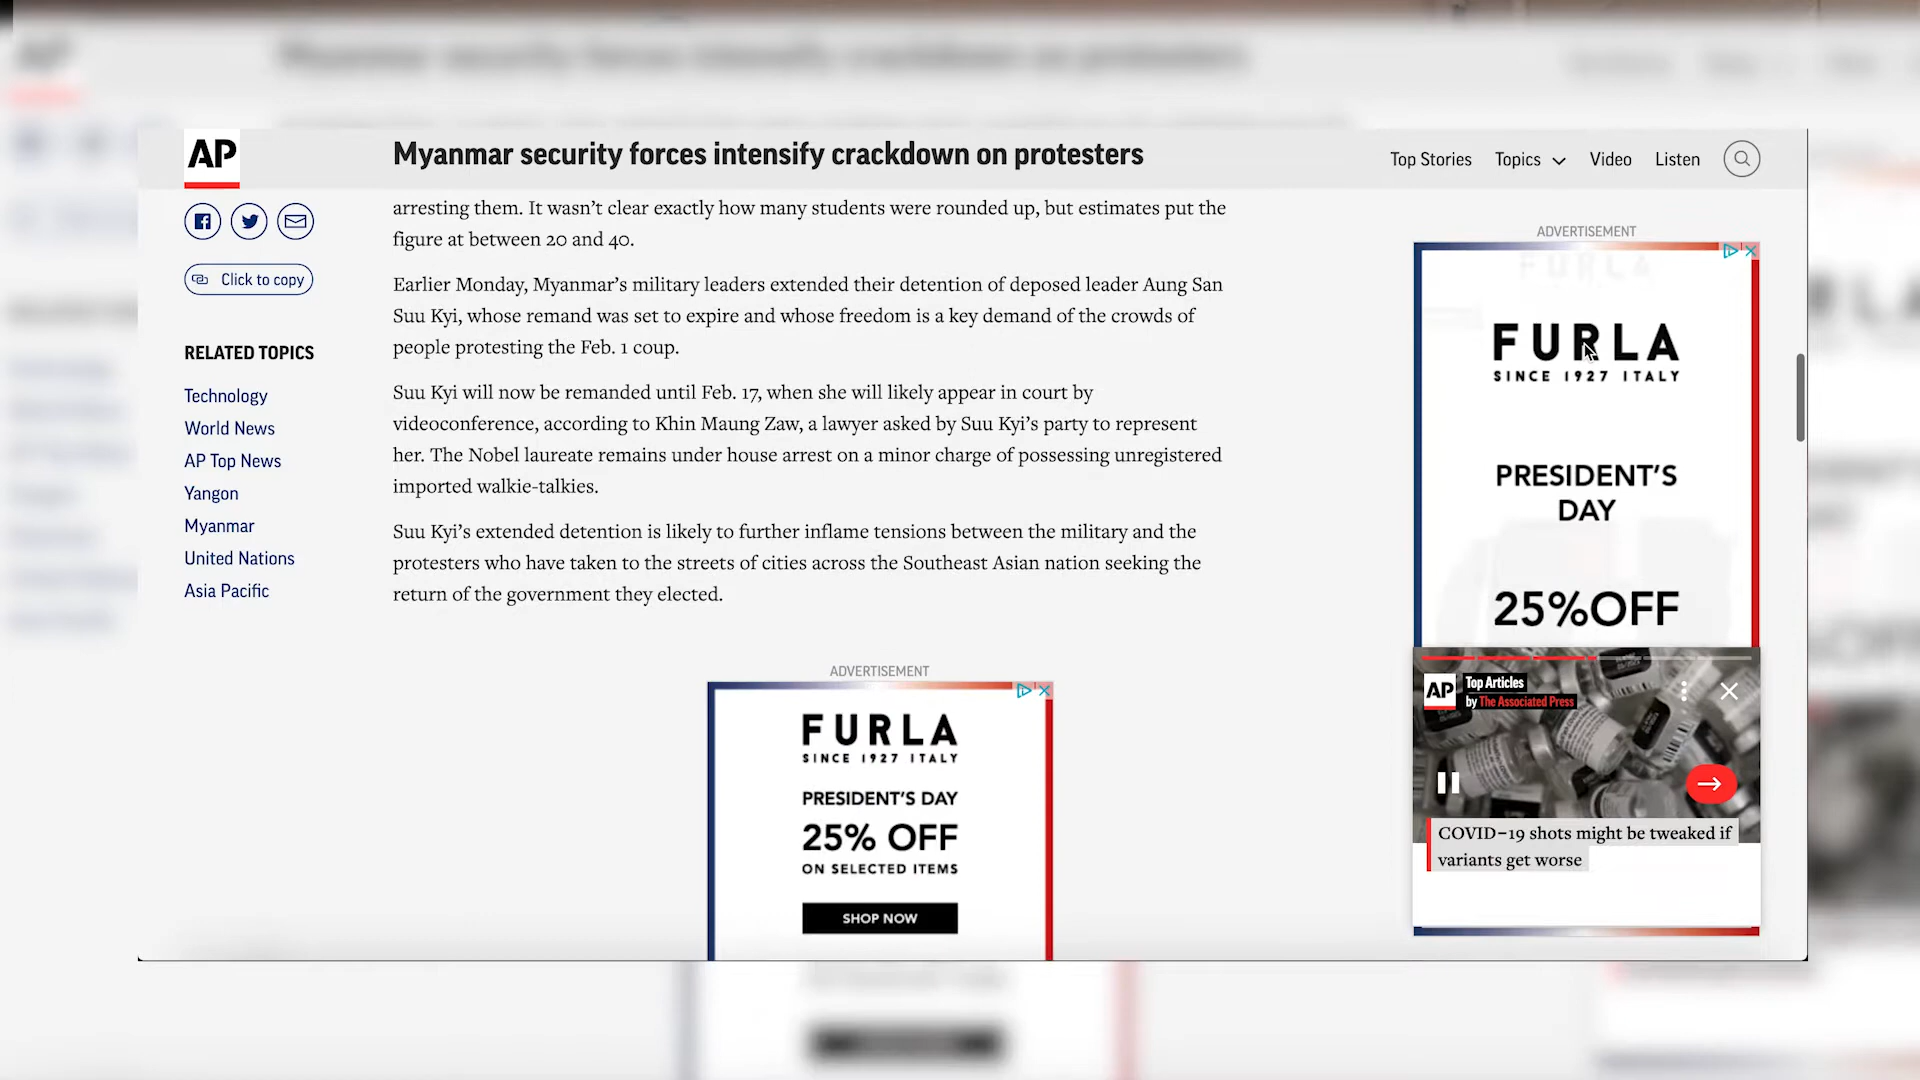 AP
Myanmar security forces intensify crackdown on protesters
Top Stories
Topics
Video
Listen
Click to copy
RELATED TOPICS
Technology
World News
AP Top News
Yangon
Myanmar
United Nations
Asia Pacific
arresting them. It wasn’t clear exactly how many students were rounded up, but estimates put the
figure at between 20 and 40.
Earlier Monday, Myanmar’s military leaders extended their detention of deposed leader Aung San
Suu Kyi, whose remand was set to expire and whose freedom is a key demand of the crowds of
people protesting the Feb. 1 coup.
Suu Kyi will now be remanded until Feb. 17, when she will likely appear in court by
videoconference, according to Khin Maung Zaw, a lawyer asked by Suu Kyi’s party to represent
her. The Nobel laureate remains under house arrest on a minor charge of possessing unregistered
imported walkie-talkies.
Suu Kyi’s extended detention is likely to further inflame tensions between the military and the
protesters who have taken to the streets of cities across the Southeast Asian nation seeking the
return of the government they elected.
ADVERTISEMENT
FURLA
SINCE 1927 ITALY
PRESIDENT’S DAY
25% OFF
ON SELECTED ITEMS
SHOP NOW
ADVERTISEMENT
FURLA
FURLA
SINCE 1927 ITALY
PRESIDENT’S
DAY
25%OFF
AP
Top Articles
by The Associated Press
COVID-19 shots might be tweaked if
variants get worse